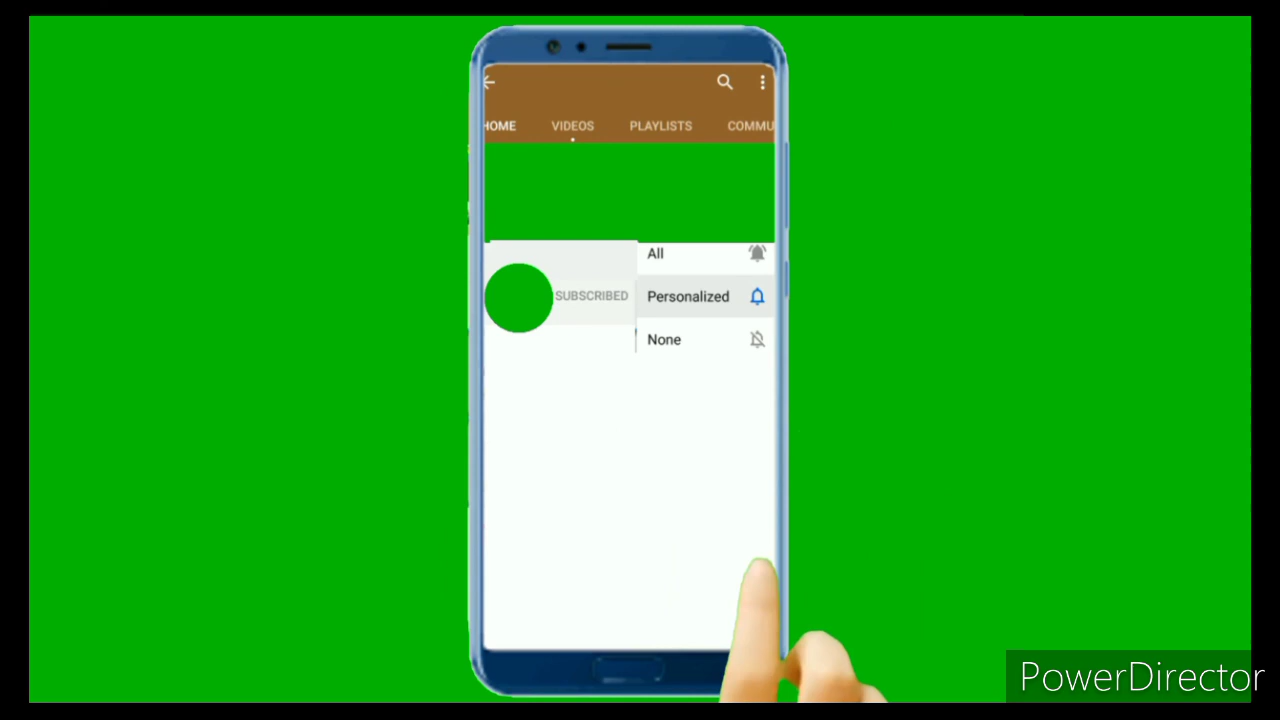 HOME VIDEOS PLAYLISTS COMMU
All
SUBSCRIBED Personalized
None
PowerDirector